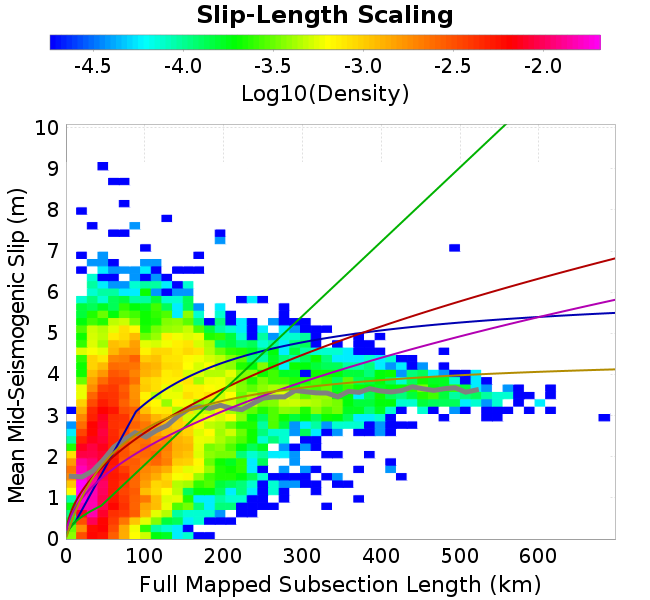 Slip-Length Scaling
-4.5 -4.0 -3.5 -3.0 -2.5 -2.0
Log10(Density)
10
9
8
7
6
5
4
3
2
1
0
Mean Mid-Seismogenic Slip (m)
0 100 200 300 400 500 600
Full Mapped Subsection Length (km)